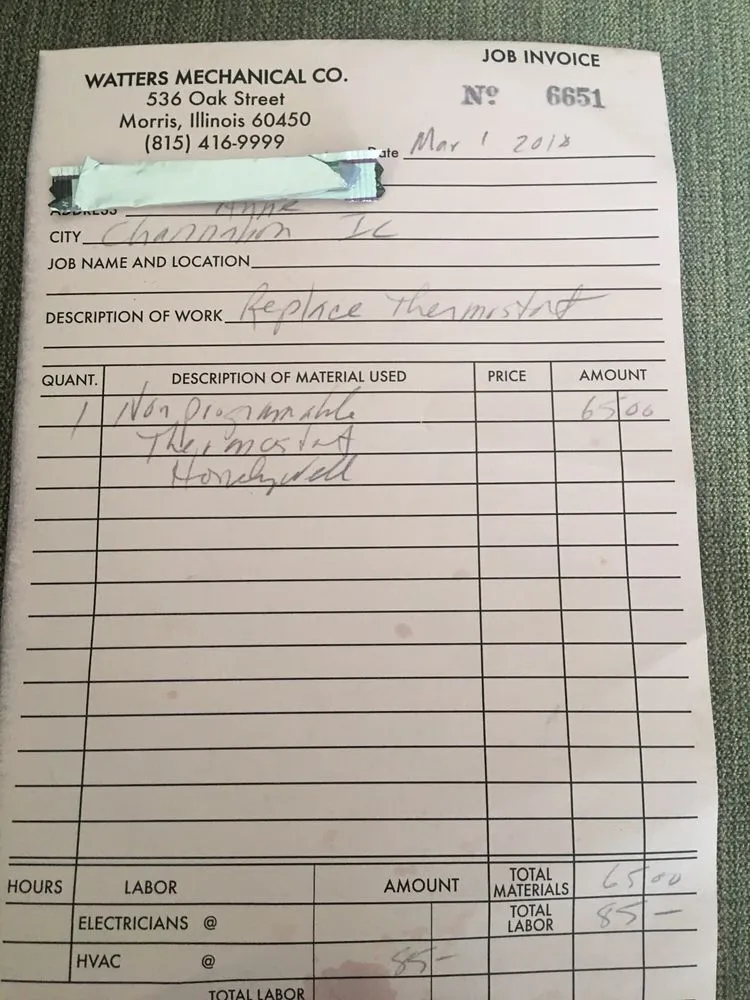 JOB INVOICE
WATTERS MECHANICAL CO.
536 Oak Street
Morris, Illinois 60450
(815) 416-9999
Nº 6651
Date Mar 1 2018
ADDRESS Anne
CITY Channahon IL
JOB NAME AND LOCATION
DESCRIPTION OF WORK Replace Thermostat
QUANT. DESCRIPTION OF MATERIAL USED PRICE AMOUNT
1 Non Programmable 65 00
Thermostat
Honeywell
HOURS LABOR AMOUNT TOTAL MATERIALS 65 00
ELECTRICIANS @ TOTAL LABOR 85 —
HVAC @ 85 -
TOTAL LABOR